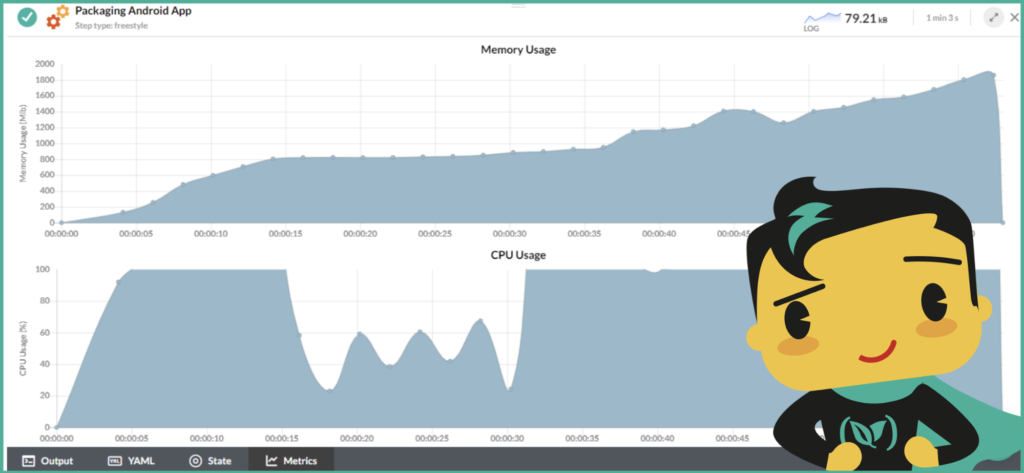 Packaging Android App
Step type: freestyle
LOG
79.21 kB
1 min 3 s
Memory Usage
Memory Usage (Mib)
2000
1800
1600
1400
1200
1000
800
600
400
200
0
00:00:00 00:00:05 00:00:10 00:00:15 00:00:20 00:00:25 00:00:30 00:00:35 00:00:40 00:00:45
CPU Usage
CPU Usage (%)
100
80
60
40
20
0
00:00:00 00:00:05 00:00:10 00:00:15 00:00:20 00:00:25 00:00:30 00:00:35 00:00:40 00:00:45
Output YAML State Metrics